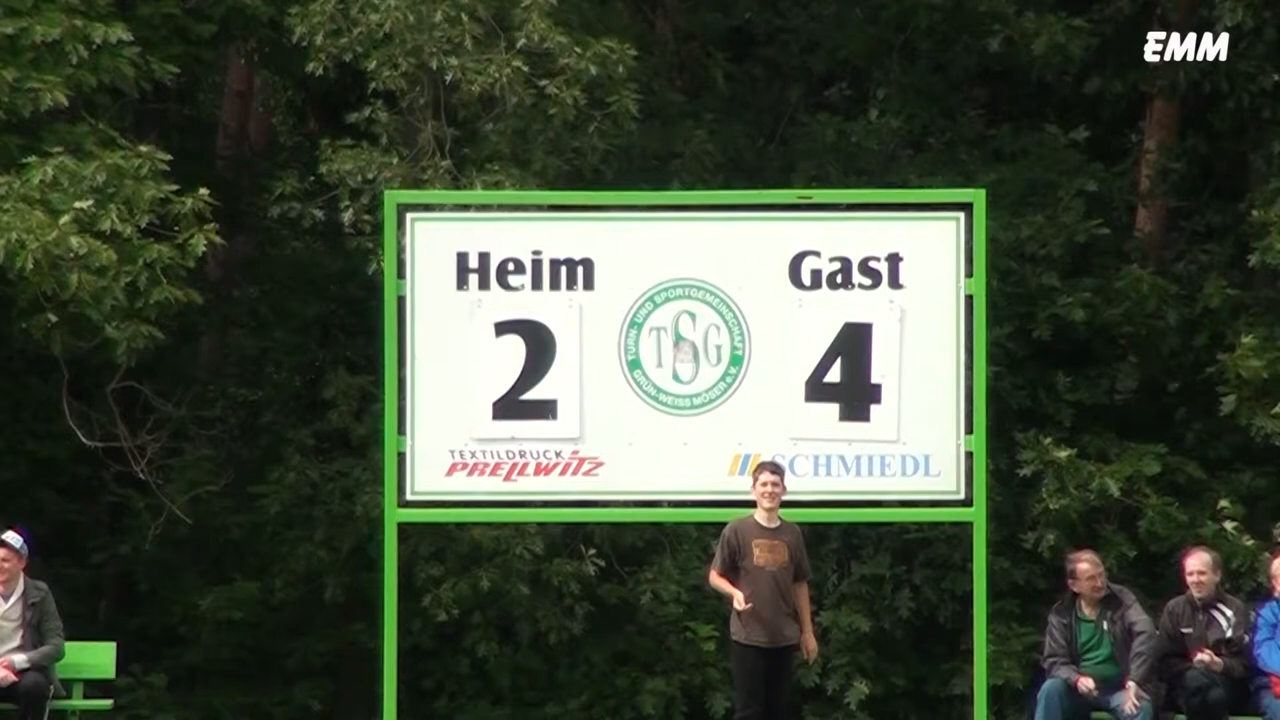 EMM
Heim
Gast
2
4
TURN- UND SPORTGEMEINSCHAFT
TSG
GRÜN-WEISS MÖSER e.V.
TEXTILDRUCK
PRELLWITZ
SCHMIEDL